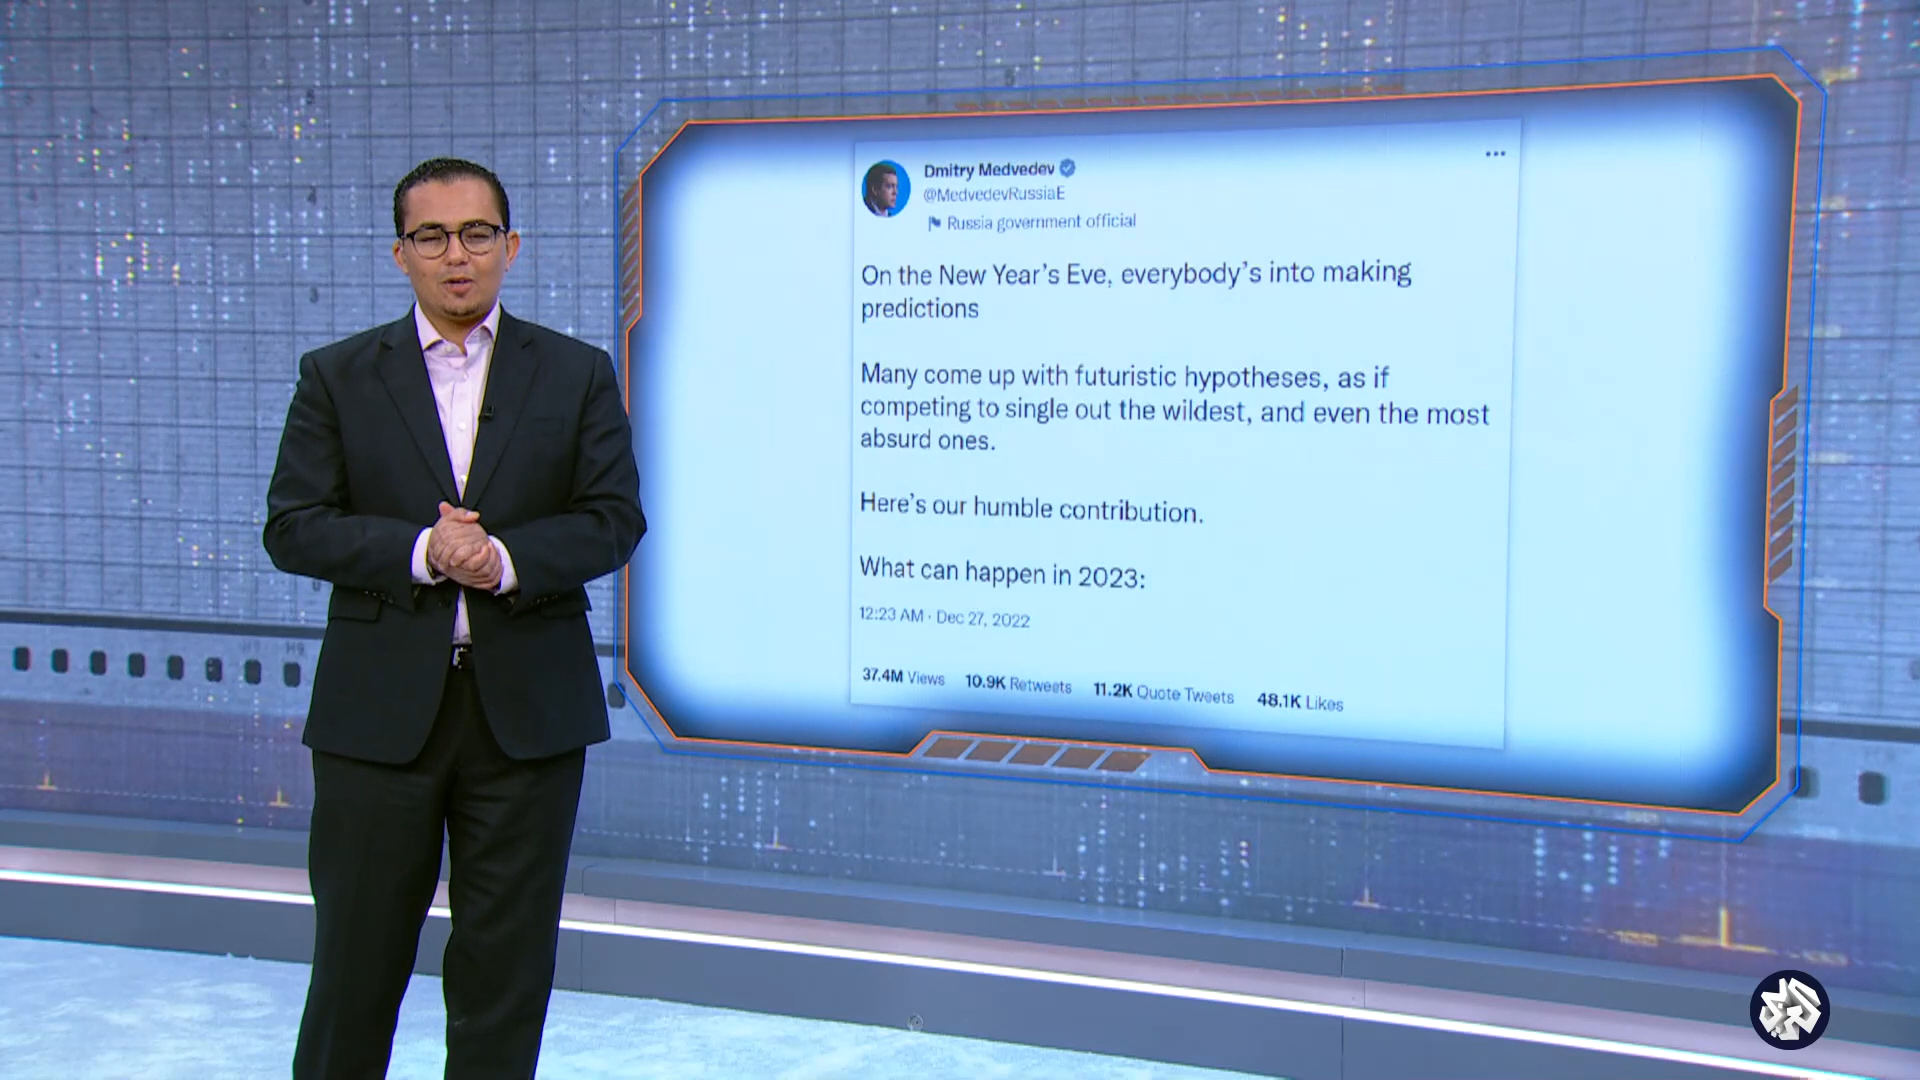 Dmitry Medvedev
@MedvedevRussiaE
Russia government official
On the New Year's Eve, everybody's into making
predictions
Many come up with futuristic hypotheses, as if
competing to single out the wildest, and even the most
absurd ones.
Here's our humble contribution.
What can happen in 2023:
12:23 AM · Dec 27, 2022
37.4M Views 10.9K Retweets 11.2K Quote Tweets 48.1K Likes